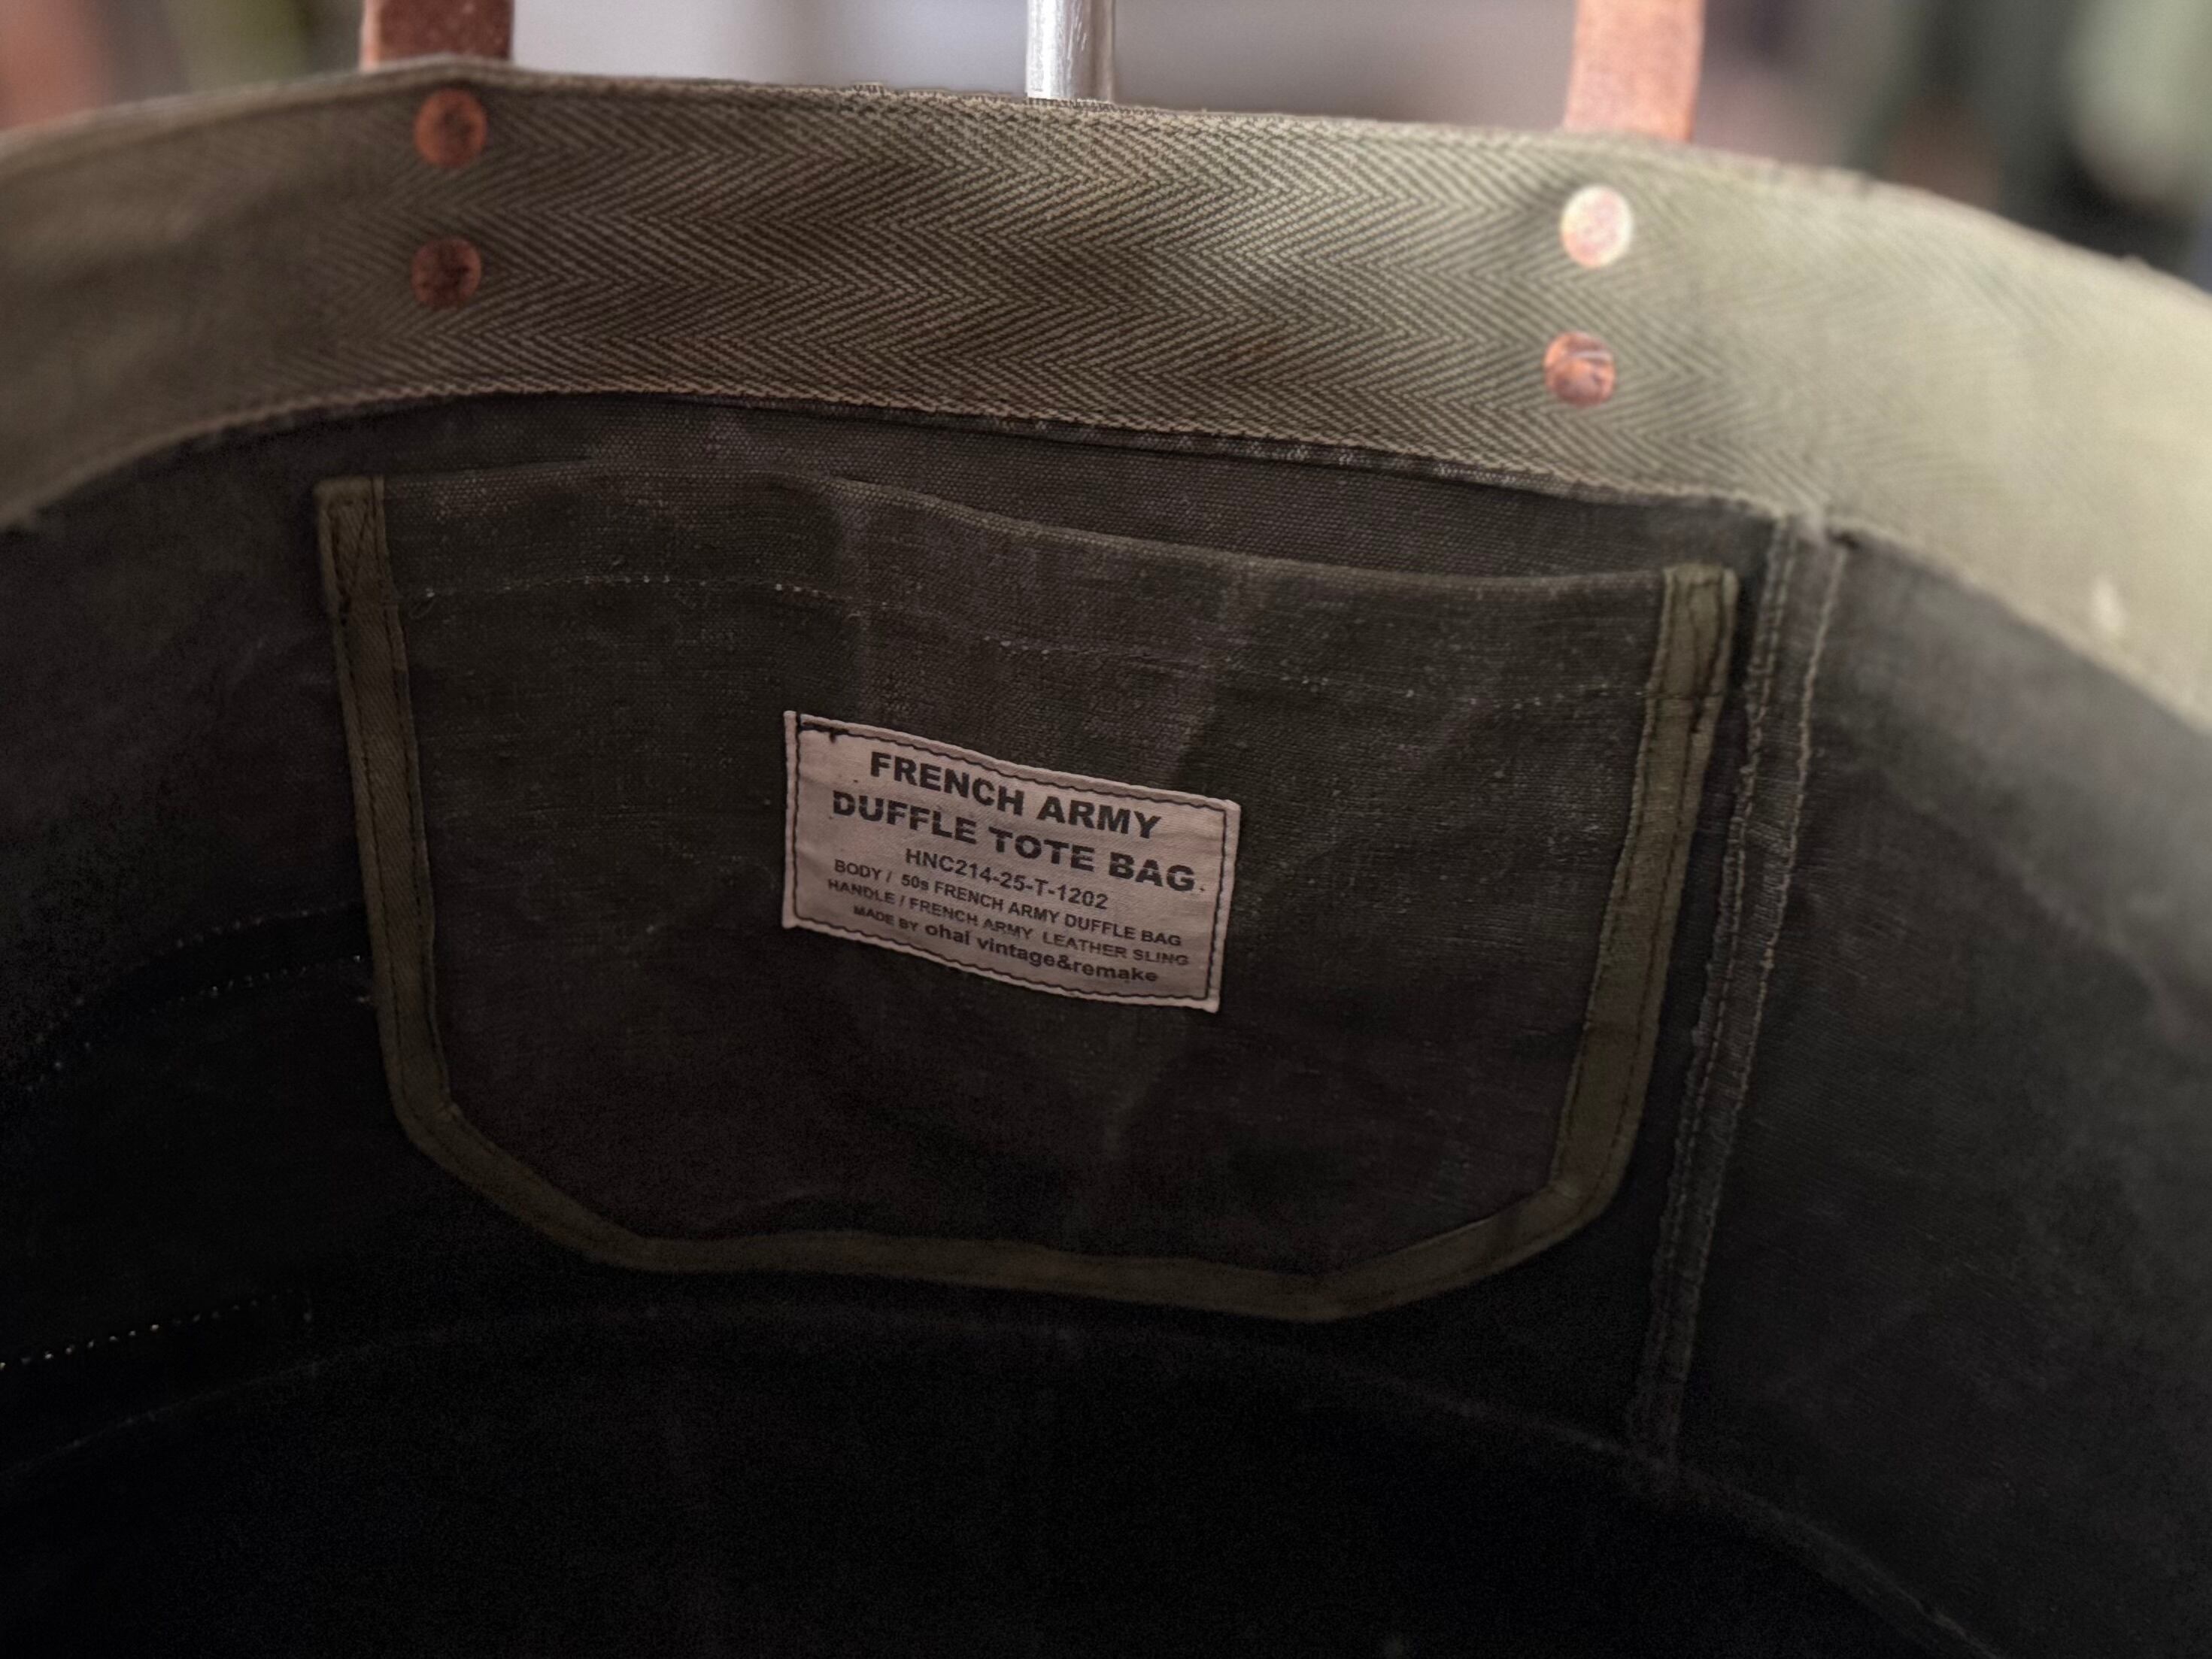 FRENCH ARMY
DUFFLE TOTE BAG
HNC214-25-T-1202
BODY / 50s FRENCH ARMY DUFFLE BAG
HANDLE / FRENCH ARMY LEATHER SLING
MADE BY ohal vintage&remake